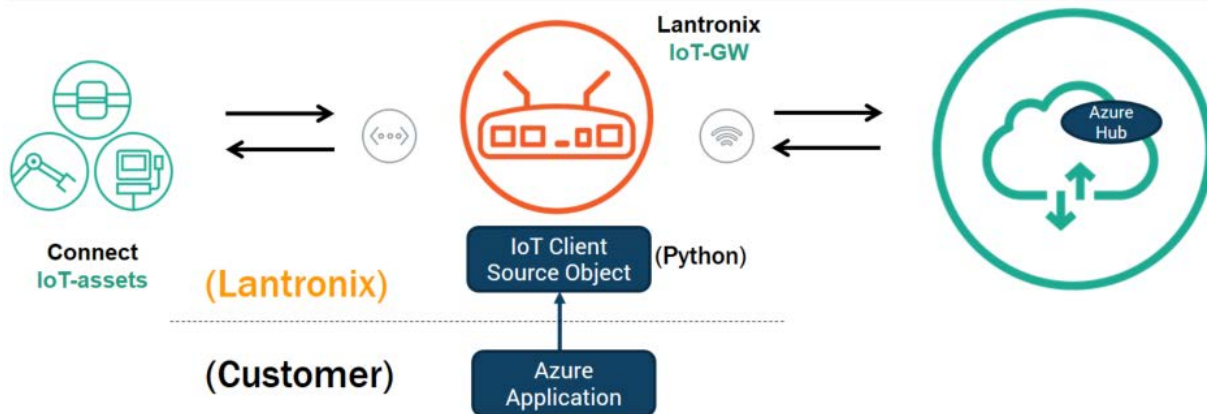 Lantronix
IoT-GW
Azure
Hub
Connect
IoT-assets
IoT Client
Source Object
(Python)
(Lantronix)
(Customer)
Azure
Application